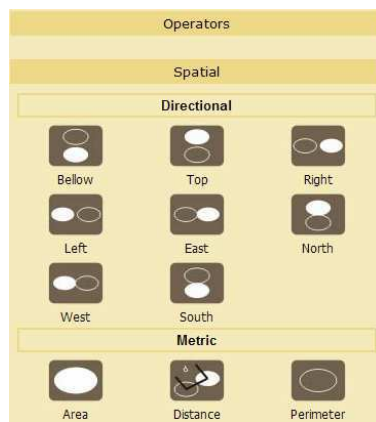 Operators
Spatial
Directional
Bellow Top Right
Left East North
West South
Metric
Area Distance Perimeter